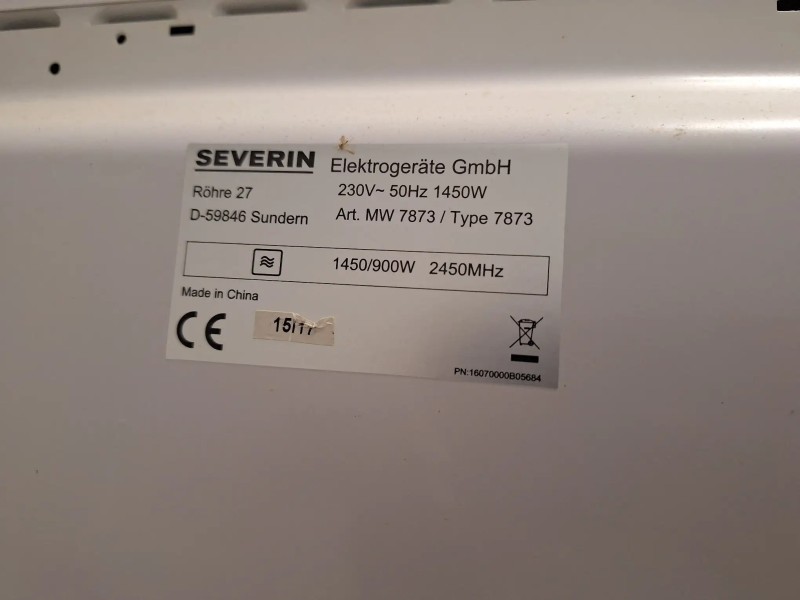 SEVERIN Elektrogeräte GmbH
Röhre 27 230V~ 50Hz 1450W
D-59846 Sundern Art. MW 7873 / Type 7873
1450/900W 2450MHz
Made in China
CE
PN:16070000B05684